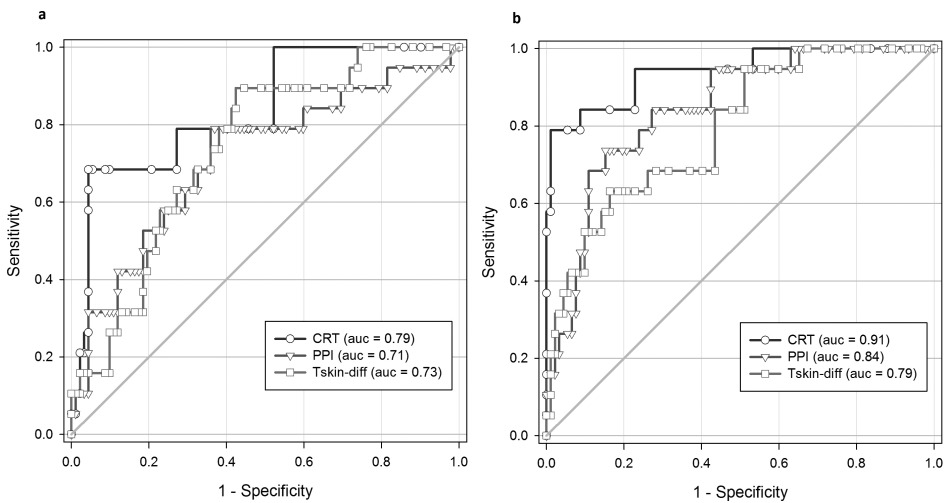 a
1.0
0.8
0.6
0.4
0.2
0.0
Sensitivity
CRT (auc = 0.79)
PPI (auc = 0.71)
Tskin-diff (auc = 0.73)
0.0 0.2 0.4 0.6 0.8 1.0
1 - Specificity
b
1.0
0.8
0.6
0.4
0.2
0.0
Sensitivity
CRT (auc = 0.91)
PPI (auc = 0.84)
Tskin-diff (auc = 0.79)
0.0 0.2 0.4 0.6 0.8 1.0
1 - Specificity